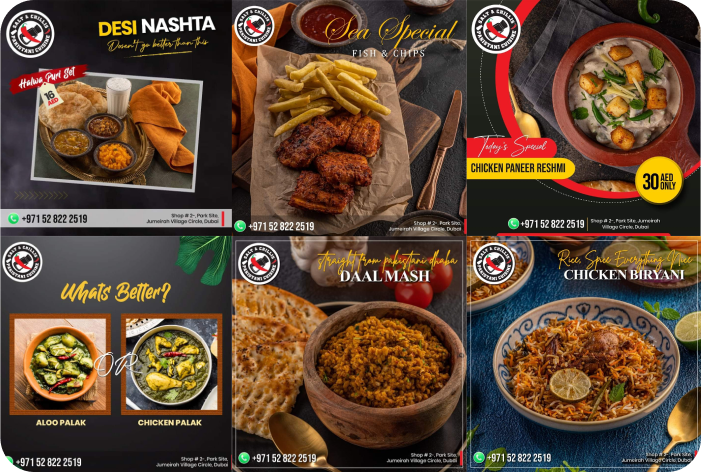 SALT & CHILLIZ
PAKISTANI CUISINE
DESI NASHTA
Doesn't go better than this
Halwa Puri Set
16
AED
+971 52 822 2519
Shop # 2-, Park Site,
Jumeirah Village Circle, Dubai
SALT & CHILLIZ
PAKISTANI CUISINE
Sea Special
FISH & CHIPS
+971 52 822 2519
Shop # 2-, Park Site,
Jumeirah Village Circle, Dubai
SALT & CHILLIZ
PAKISTANI CUISINE
Today's Special
CHICKEN PANEER RESHMI
30 AED
ONLY
+971 52 822 2519
Shop # 2-, Park Site, Jumeirah
Village Circle, Dubai
SALT & CHILLIZ
PAKISTANI CUISINE
Whats Better?
OR
ALOO PALAK
CHICKEN PALAK
+971 52 822 2519
Shop # 2-, Park Site,
Jumeirah Village Circle, Dubai
SALT & CHILLIZ
PAKISTANI CUISINE
straight from pakistani dhaba
DAAL MASH
+971 52 822 2519
Shop # 2-, Park Site,
Jumeirah Village Circle, Dubai
SALT & CHILLIZ
PAKISTANI CUISINE
Rice, Spice Everything Nice
CHICKEN BIRYANI
+971 52 822 2519
Shop # 2-, Park Site,
Jumeirah Village Circle, Dubai